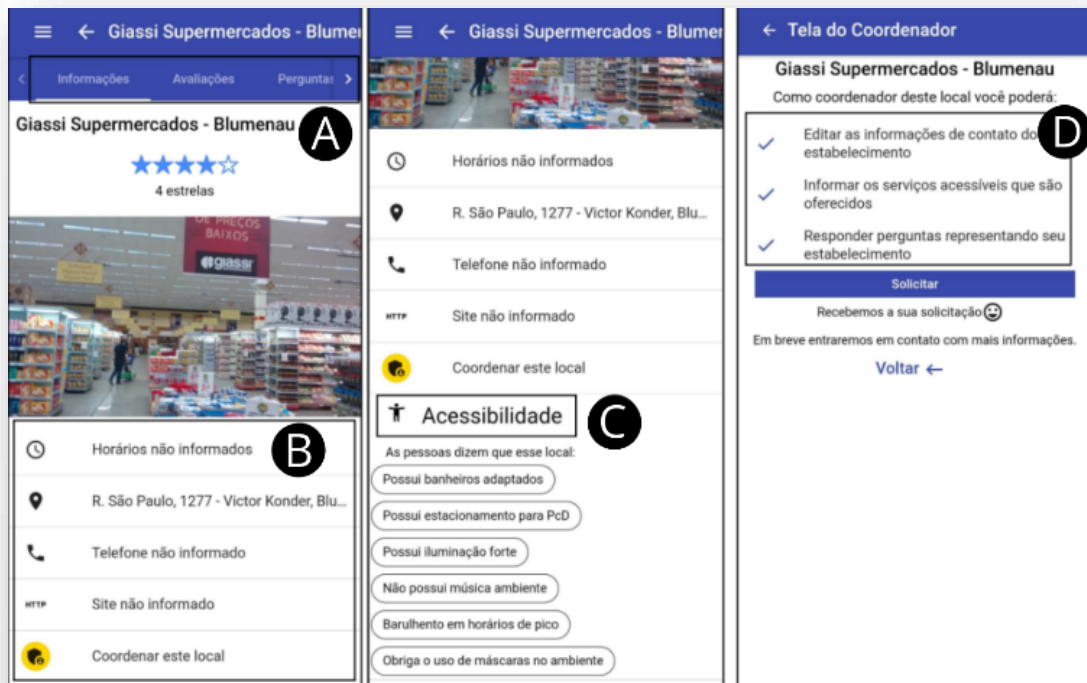 Giassi Supermercados - Blumer
Informações Avaliações Perguntas
Giassi Supermercados - Blumenau
A
4 estrelas
DE PREÇOS
BAIXOS
giassi
Horários não informados
B
R. São Paulo, 1277 - Victor Konder, Blu...
Telefone não informado
HTTP Site não informado
Coordenar este local
Giassi Supermercados - Blumer
Horários não informados
R. São Paulo, 1277 - Victor Konder, Blu...
Telefone não informado
HTTP Site não informado
Coordenar este local
Acessibilidade
C
As pessoas dizem que esse local:
Possui banheiros adaptados
Possui estacionamento para PcD
Possui iluminação forte
Não possui música ambiente
Barulhento em horários de pico
Obriga o uso de máscaras no ambiente
Tela do Coordenador
Giassi Supermercados - Blumenau
Como coordenador deste local você poderá:
D
Editar as informações de contato do
estabelecimento
Informar os serviços acessíveis que são
oferecidos
Responder perguntas representando seu
estabelecimento
Solicitar
Recebemos a sua solicitação
Em breve entraremos em contato com mais informações.
Voltar